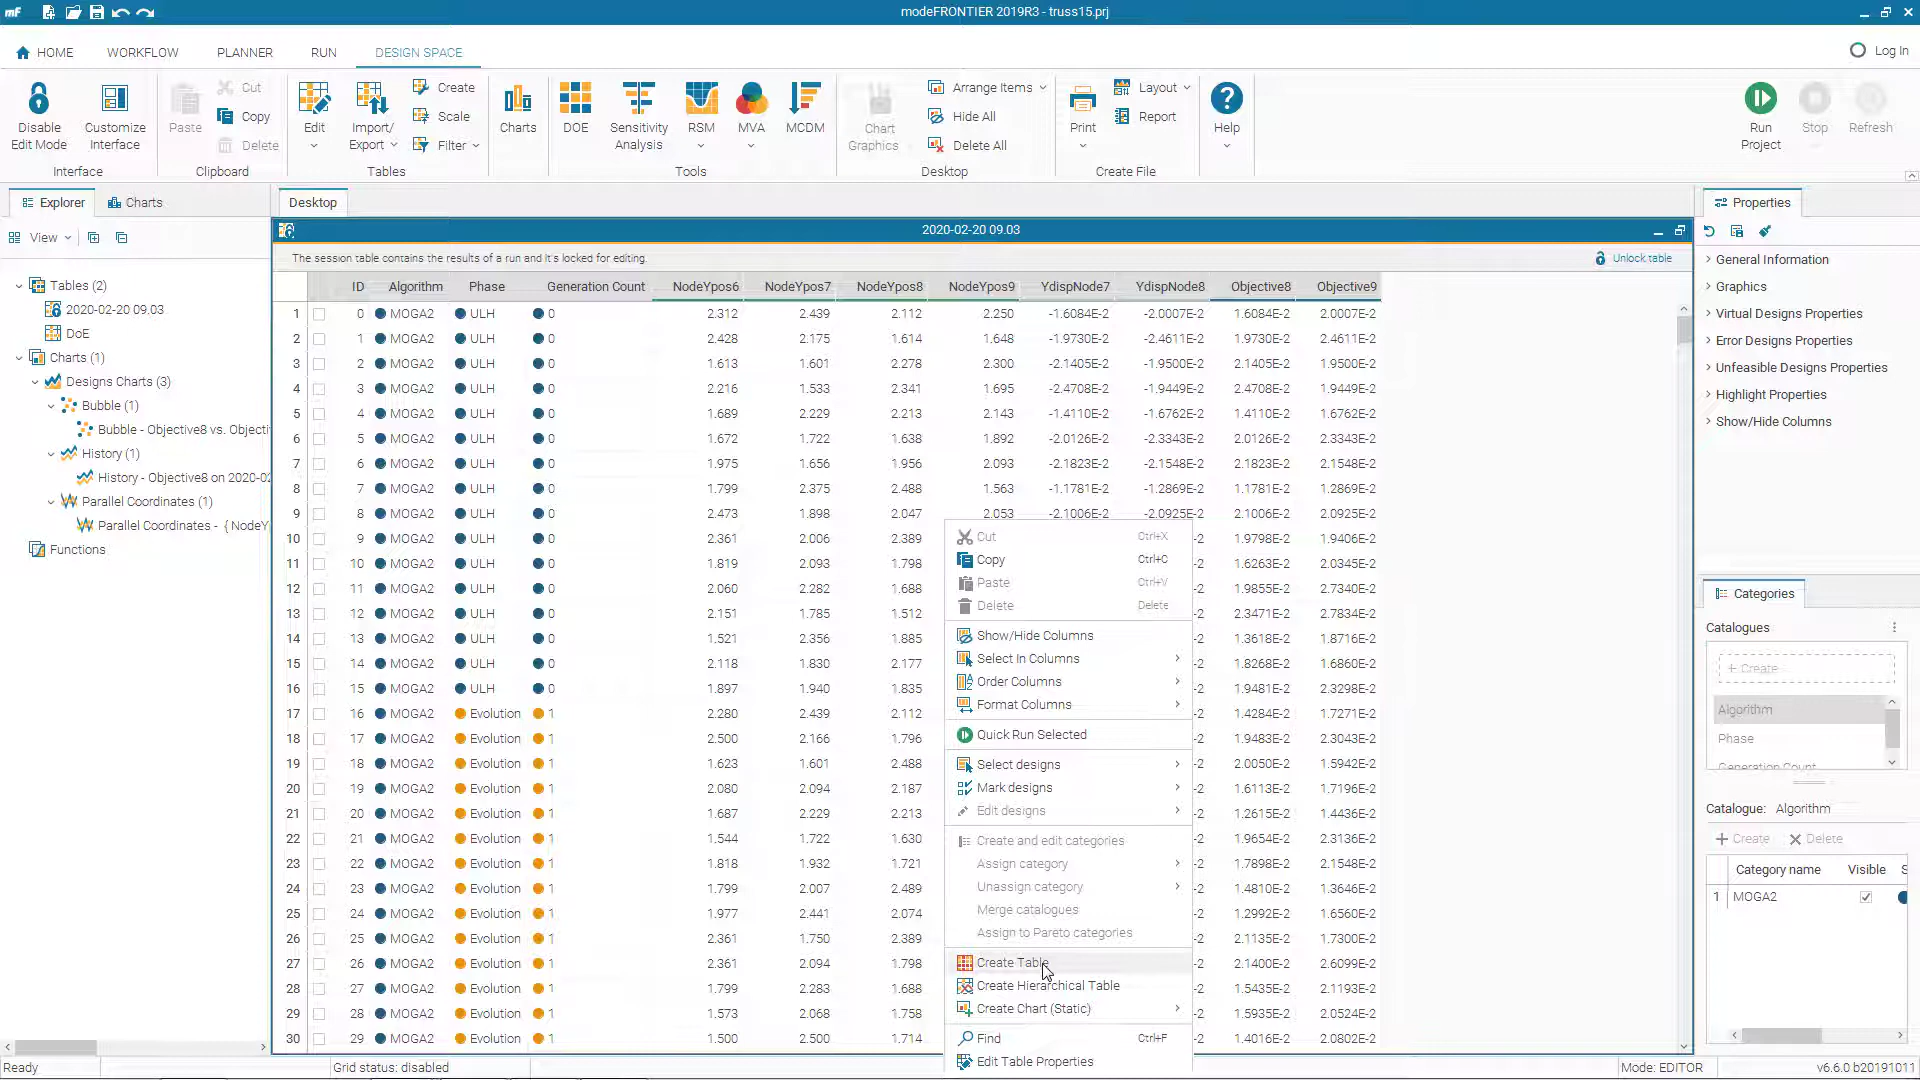 mF
modeFRONTIER 2019R3 - truss15.prj
HOME WORKFLOW PLANNER RUN DESIGN SPACE Log In
Disable Edit Mode
Customize Interface
Interface
Paste
Cut
Copy
Delete
Clipboard
Edit
Import/ Export
Create
Scale
Filter
Tables
Charts
DOE
Sensitivity Analysis
RSM
MVA
MCDM
Tools
Chart Graphics
Arrange Items
Hide All
Delete All
Desktop
Print
Layout
Report
Create File
Help
Run Project
Stop
Refresh
Explorer Charts
View
Tables (2)
2020-02-20 09.03
DoE
Charts (1)
Designs Charts (3)
Bubble (1)
Bubble - Objective8 vs. Objecti
History (1)
History - Objective8 on 2020-02
Parallel Coordinates (1)
Parallel Coordinates - { NodeY
Functions
Desktop
2020-02-20 09.03
The session table contains the results of a run and it's locked for editing. Unlock table
ID Algorithm Phase Generation Count NodeYpos6 NodeYpos7 NodeYpos8 NodeYpos9 YdispNode7 YdispNode8 Objective8 Objective9
1 0 MOGA2 ULH 0 2.312 2.439 2.112 2.250 -1.6084E-2 -2.0007E-2 1.6084E-2 2.0007E-2
2 1 MOGA2 ULH 0 2.428 2.175 1.614 1.648 -1.9730E-2 -2.4611E-2 1.9730E-2 2.4611E-2
3 2 MOGA2 ULH 0 1.613 1.601 2.278 2.300 -2.1405E-2 -1.9500E-2 2.1405E-2 1.9500E-2
4 3 MOGA2 ULH 0 2.216 1.533 2.341 1.695 -2.4708E-2 -1.9449E-2 2.4708E-2 1.9449E-2
5 4 MOGA2 ULH 0 1.689 2.229 2.213 2.143 -1.4110E-2 -1.6762E-2 1.4110E-2 1.6762E-2
6 5 MOGA2 ULH 0 1.672 1.722 1.638 1.892 -2.0126E-2 -2.3343E-2 2.0126E-2 2.3343E-2
7 6 MOGA2 ULH 0 1.975 1.656 1.956 2.093 -2.1823E-2 -2.1548E-2 2.1823E-2 2.1548E-2
8 7 MOGA2 ULH 0 1.799 2.375 2.488 1.563 -1.1781E-2 -1.2869E-2 1.1781E-2 1.2869E-2
9 8 MOGA2 ULH 0 2.473 1.898 2.047 2.053 -2.1006E-2 -2.0925E-2 2.1006E-2 2.0925E-2
10 9 MOGA2 ULH 0 2.361 2.006 2.389 -2 1.9798E-2 1.9406E-2
11 10 MOGA2 ULH 0 1.819 2.093 1.798 -2 1.6263E-2 2.0345E-2
12 11 MOGA2 ULH 0 2.060 2.282 1.688 -2 1.9855E-2 2.7340E-2
13 12 MOGA2 ULH 0 2.151 1.785 1.512 -2 2.3471E-2 2.7834E-2
14 13 MOGA2 ULH 0 1.521 2.356 1.885 -2 1.3618E-2 1.8716E-2
15 14 MOGA2 ULH 0 2.118 1.830 2.177 -2 1.8268E-2 1.6860E-2
16 15 MOGA2 ULH 0 1.897 1.940 1.835 -2 1.9481E-2 2.3298E-2
17 16 MOGA2 Evolution 1 2.280 2.439 2.112 -2 1.4284E-2 1.7271E-2
18 17 MOGA2 Evolution 1 2.500 2.166 1.796 -2 1.9483E-2 2.3043E-2
19 18 MOGA2 Evolution 1 1.623 1.601 2.488 -2 2.0050E-2 1.5942E-2
20 19 MOGA2 Evolution 1 2.080 2.094 2.187 -2 1.6113E-2 1.7196E-2
21 20 MOGA2 Evolution 1 1.687 2.229 2.213 -2 1.2615E-2 1.4436E-2
22 21 MOGA2 Evolution 1 1.544 1.722 1.630 -2 1.9654E-2 2.3136E-2
23 22 MOGA2 Evolution 1 1.818 1.932 1.721 -2 1.7898E-2 2.1548E-2
24 23 MOGA2 Evolution 1 1.799 2.007 2.489 -2 1.4810E-2 1.3646E-2
25 24 MOGA2 Evolution 1 1.977 2.441 2.074 -2 1.2992E-2 1.6560E-2
26 25 MOGA2 Evolution 1 2.361 1.750 2.389 -2 2.1135E-2 1.7300E-2
27 26 MOGA2 Evolution 1 2.361 2.094 1.798 -2 2.1400E-2 2.6099E-2
28 27 MOGA2 Evolution 1 1.799 2.283 1.688 -2 1.5435E-2 2.1193E-2
29 28 MOGA2 Evolution 1 1.573 2.068 1.758 -2 1.5935E-2 2.0524E-2
30 29 MOGA2 Evolution 1 1.500 2.500 1.714 -2 1.4016E-2 2.0802E-2
Cut Ctrl+X
Copy Ctrl+C
Paste Ctrl+V
Delete Delete
Show/Hide Columns
Select In Columns
Order Columns
Format Columns
Quick Run Selected
Select designs
Mark designs
Edit designs
Create and edit categories
Assign category
Unassign category
Merge catalogues
Assign to Pareto categories
Create Table
Create Hierarchical Table
Create Chart (Static)
Find Ctrl+F
Edit Table Properties
Properties
General Information
Graphics
Virtual Designs Properties
Error Designs Properties
Unfeasible Designs Properties
Highlight Properties
Show/Hide Columns
Categories
Catalogues
+ Create
Algorithm
Phase
Generation Count
Catalogue: Algorithm
+ Create Delete
Category name Visible S
1 MOGA2
Ready Grid status: disabled Mode: EDITOR v6.6.0 b20191011